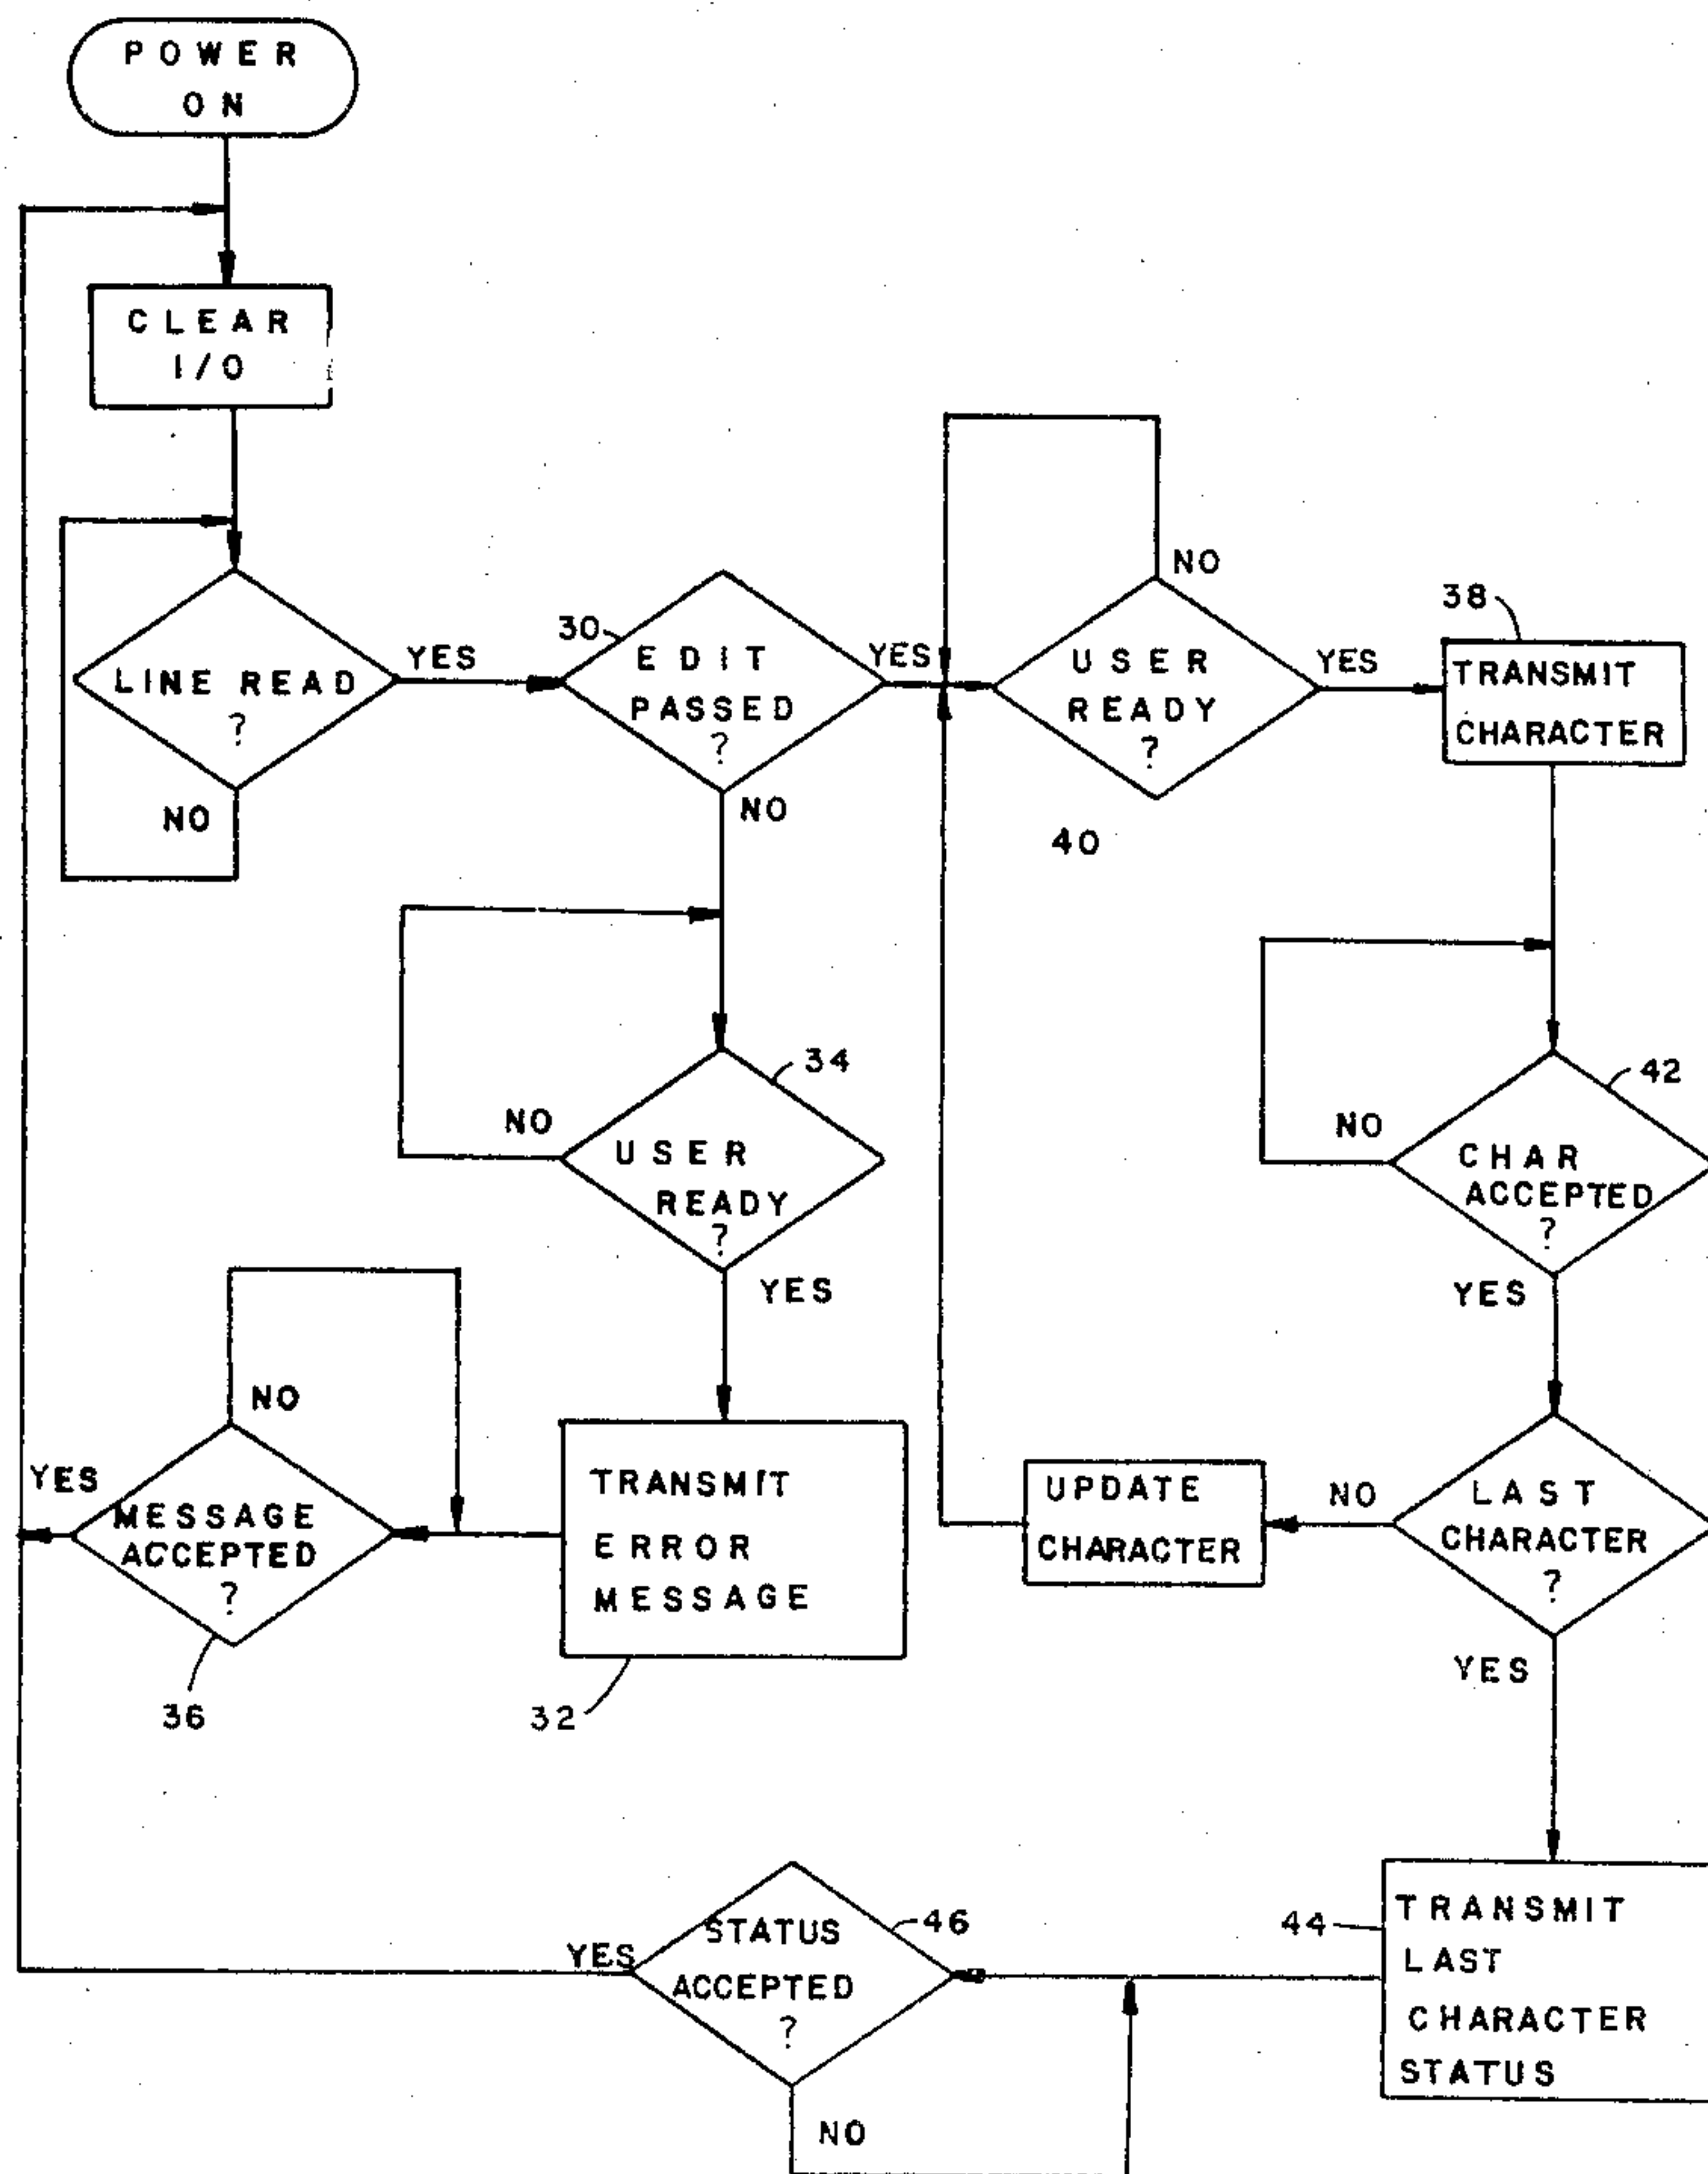 POWER
ON
CLEAR
I/O
LINE READ
?
YES
NO
30
EDIT
PASSED
?
YES
NO
USER
READY
?
NO
YES
40
38
TRANSMIT
CHARACTER
34
USER
READY
?
NO
YES
42
CHAR
ACCEPTED
?
NO
YES
MESSAGE
ACCEPTED
?
NO
YES
36
TRANSMIT
ERROR
MESSAGE
32
UPDATE
CHARACTER
NO
LAST
CHARACTER
?
YES
STATUS
ACCEPTED
?
46
YES
NO
44
TRANSMIT
LAST
CHARACTER
STATUS